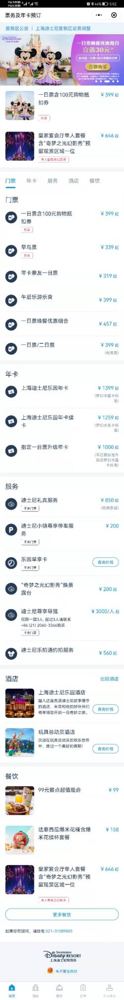 44% 5:02
票务及年卡预订
度假区公告 | 上海迪士尼度假区运营调整
一日票晚餐优惠组合
立省30元*
音乐园一日票+90元晚餐优惠券
立即购买
一日票含100元购物抵
扣券
¥ 399 起
热卖
皇家宴会厅单人套餐
含“奇梦之光幻影秀”预
留观赏区域一位
¥ 646 起
单人套餐含幻影秀
门票 年卡 服务 酒店 餐饮
门票
一日票含100元购物抵
扣券
¥ 399 起
热卖
早鸟票
¥ 339 起
推荐
年卡亲友一日票
¥ 319 起
午后乐游乐食
¥ 399 起
一日票晚餐优惠组合
¥ 457 起
一日票/二日票
¥ 399 起
(标准票)
年卡
上海迪士尼乐园年卡
¥ 1399 起
(梦幻水晶卡标
准)
上海迪士尼乐园年卡续
卡
¥ 1259 起
(梦幻水晶卡标
准)
指定一日票升级年卡
¥ 1000 起
(平日票标准升
级至梦幻水晶
卡标准)
服务
迪士尼礼宾服务
不含门票
¥ 850 起
(经典套装)
迪士尼小镇尊享停车服
务
不含门票
¥ 200
乐园早享卡
不含门票
查询价格
“奇梦之光幻影秀”焕景
露台
¥ 200 起
迪士尼尊享导览
¥ 3000/人 起
仅限一团3人, 超过3人请联系
+86 (21) 2060-3366购买
不含门票
迪士尼乐拍通约拍服务
¥ 560 起
酒店
比较酒店
上海迪士尼乐园酒店
踏入这座充满迪士尼故事情节
的酒店，米奇和他的好伙伴们
将带领您开启一段奇妙之旅。
查询价格
玩具总动员酒店
沉浸在玩具总动员的欢乐世界
中，度过一个美好的假期！
查询价格
餐饮
99元餐点超值组合
¥ 99
达菲西瓜爆米花桶含爆
米花续杯套餐
¥ 158
皇家宴会厅单人套餐
含“奇梦之光幻影秀”预
留观赏区域一位
¥ 646 起
单人套餐含幻影秀
更多餐饮
如果你有疑问，请致电 021-31589805
SHANGHAI
DISNEY RESORT
上海迪士尼度假区
电子营业执照
首页 酒店 餐饮 订单 个人中心